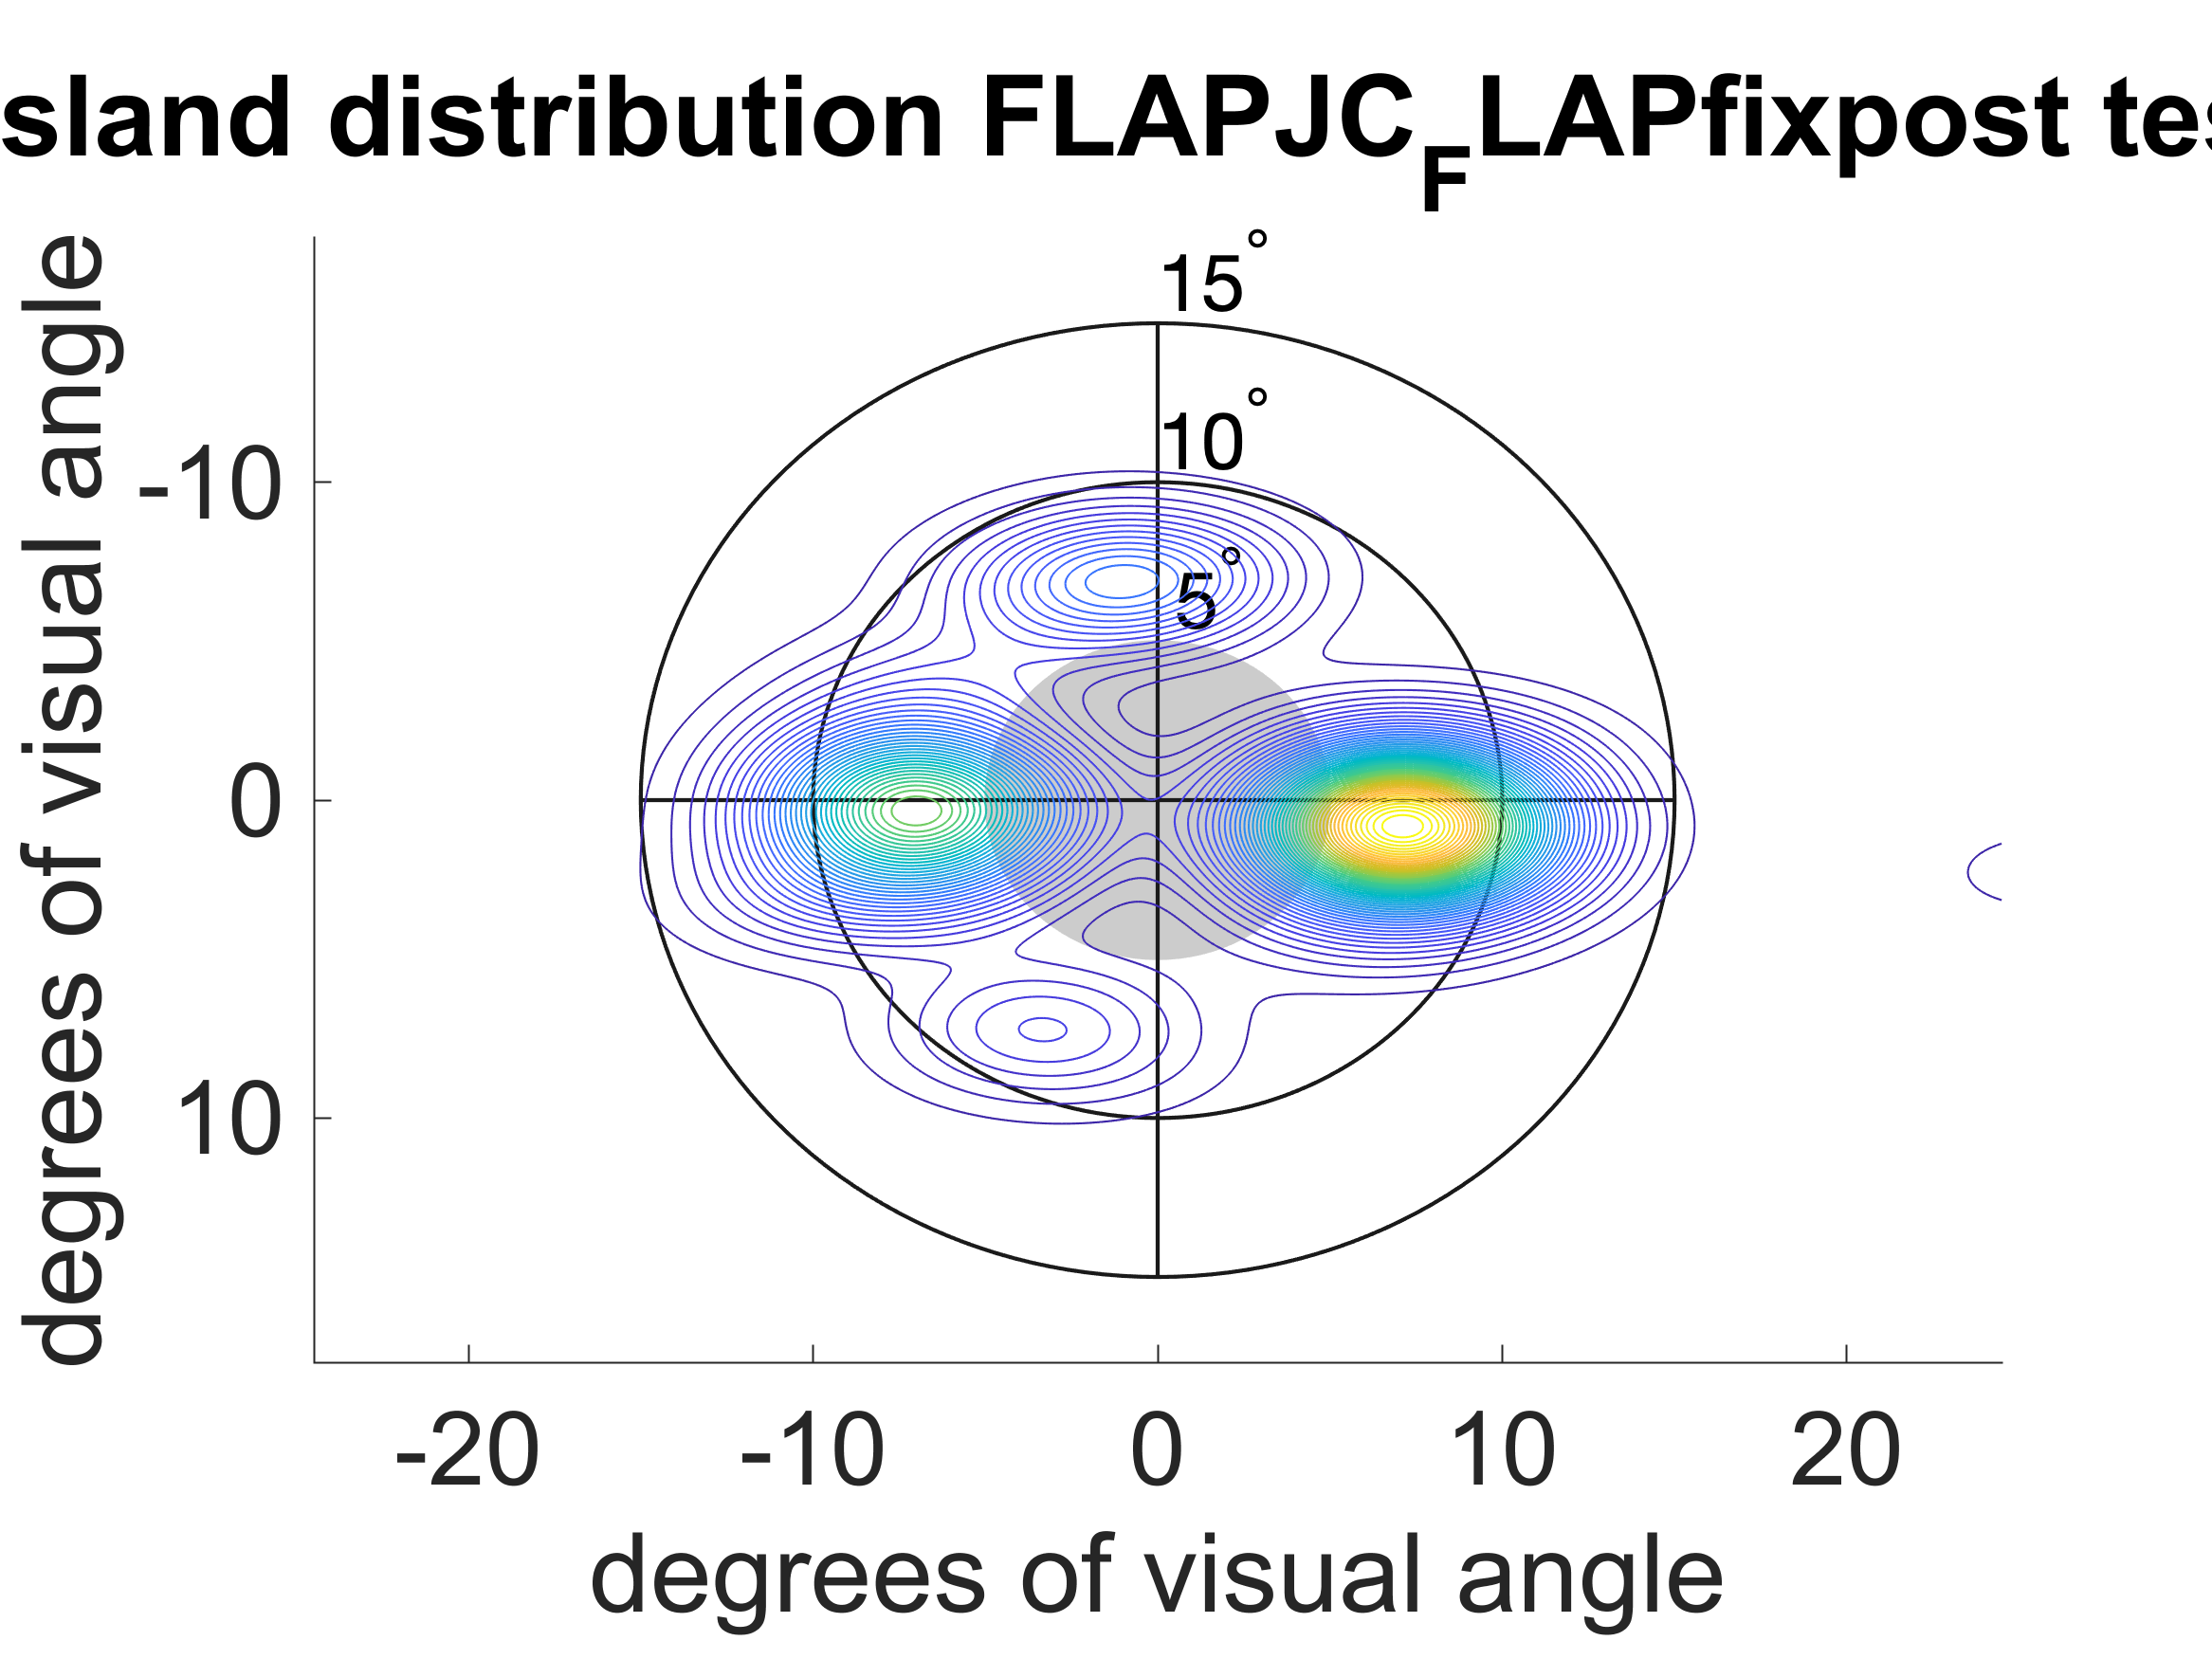 sland distribution FLAPJC_FLAPfixpost tes
15°
10°
5°
degrees of visual angle
-10
0
10
-20 -10 0 10 20
degrees of visual angle